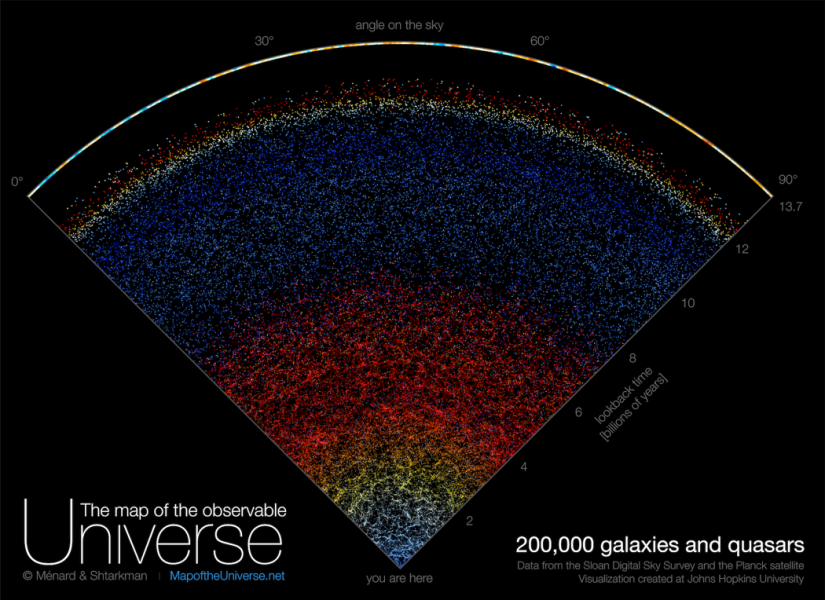 angle on the sky
30°
60°
0°
90°
13.7
12
10
8
lookback time
[billions of years]
6
4
2
The map of the observable
Universe
© Ménard & Shtarkman | MapoftheUniverse.net
you are here
200,000 galaxies and quasars
Data from the Sloan Digital Sky Survey and the Planck satellite
Visualization created at Johns Hopkins University